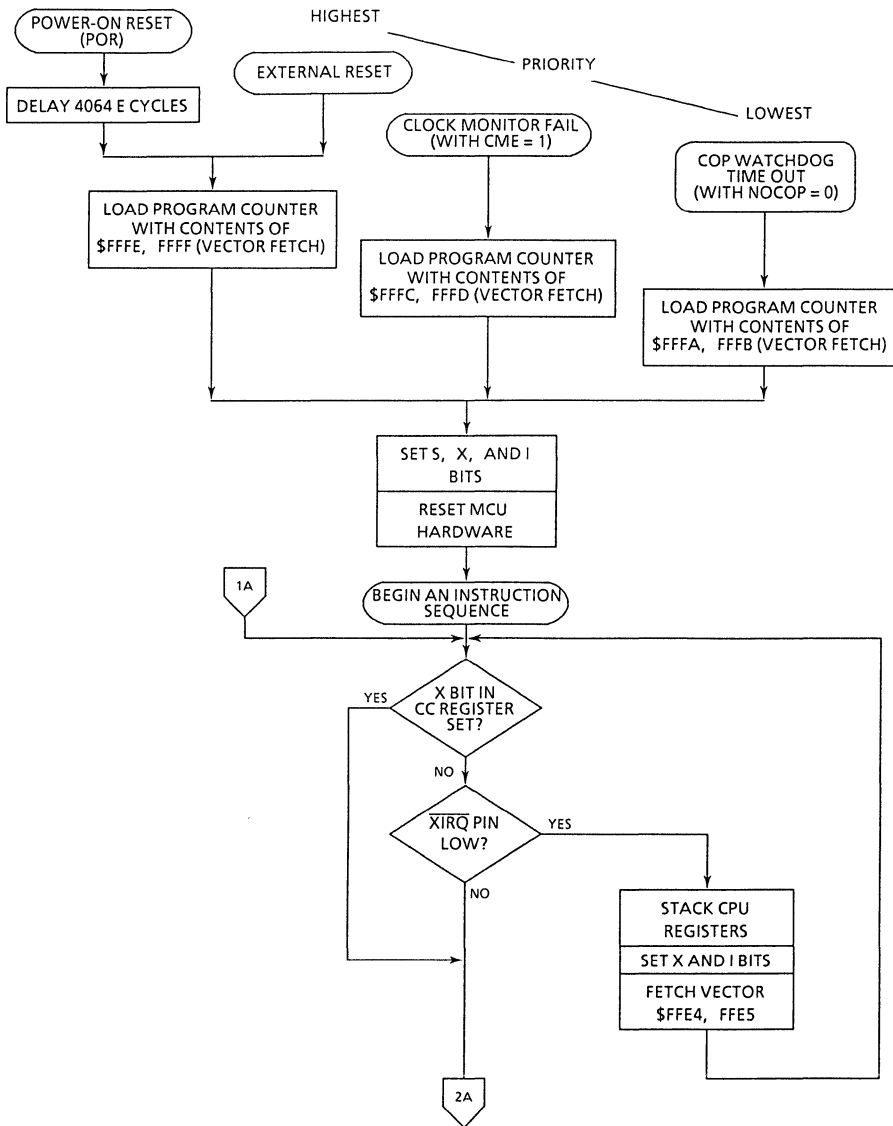 HIGHEST
POWER-ON RESET
(POR)
PRIORITY
EXTERNAL RESET
DELAY 4064 E CYCLES
LOWEST
CLOCK MONITOR FAIL
(WITH CME = 1)
COP WATCHDOG
TIME OUT
(WITH NOCOP = 0)
LOAD PROGRAM COUNTER
WITH CONTENTS OF
$FFFE, FFFF (VECTOR FETCH)
LOAD PROGRAM COUNTER
WITH CONTENTS OF
$FFFC, FFFD (VECTOR FETCH)
LOAD PROGRAM COUNTER
WITH CONTENTS OF
$FFFA, FFFB (VECTOR FETCH)
SET S, X, AND I
BITS
RESET MCU
HARDWARE
1A
BEGIN AN INSTRUCTION
SEQUENCE
YES
X BIT IN
CC REGISTER
SET?
NO
XIRQ PIN
LOW?
YES
NO
STACK CPU
REGISTERS
SET X AND I BITS
FETCH VECTOR
$FFE4, FFE5
2A